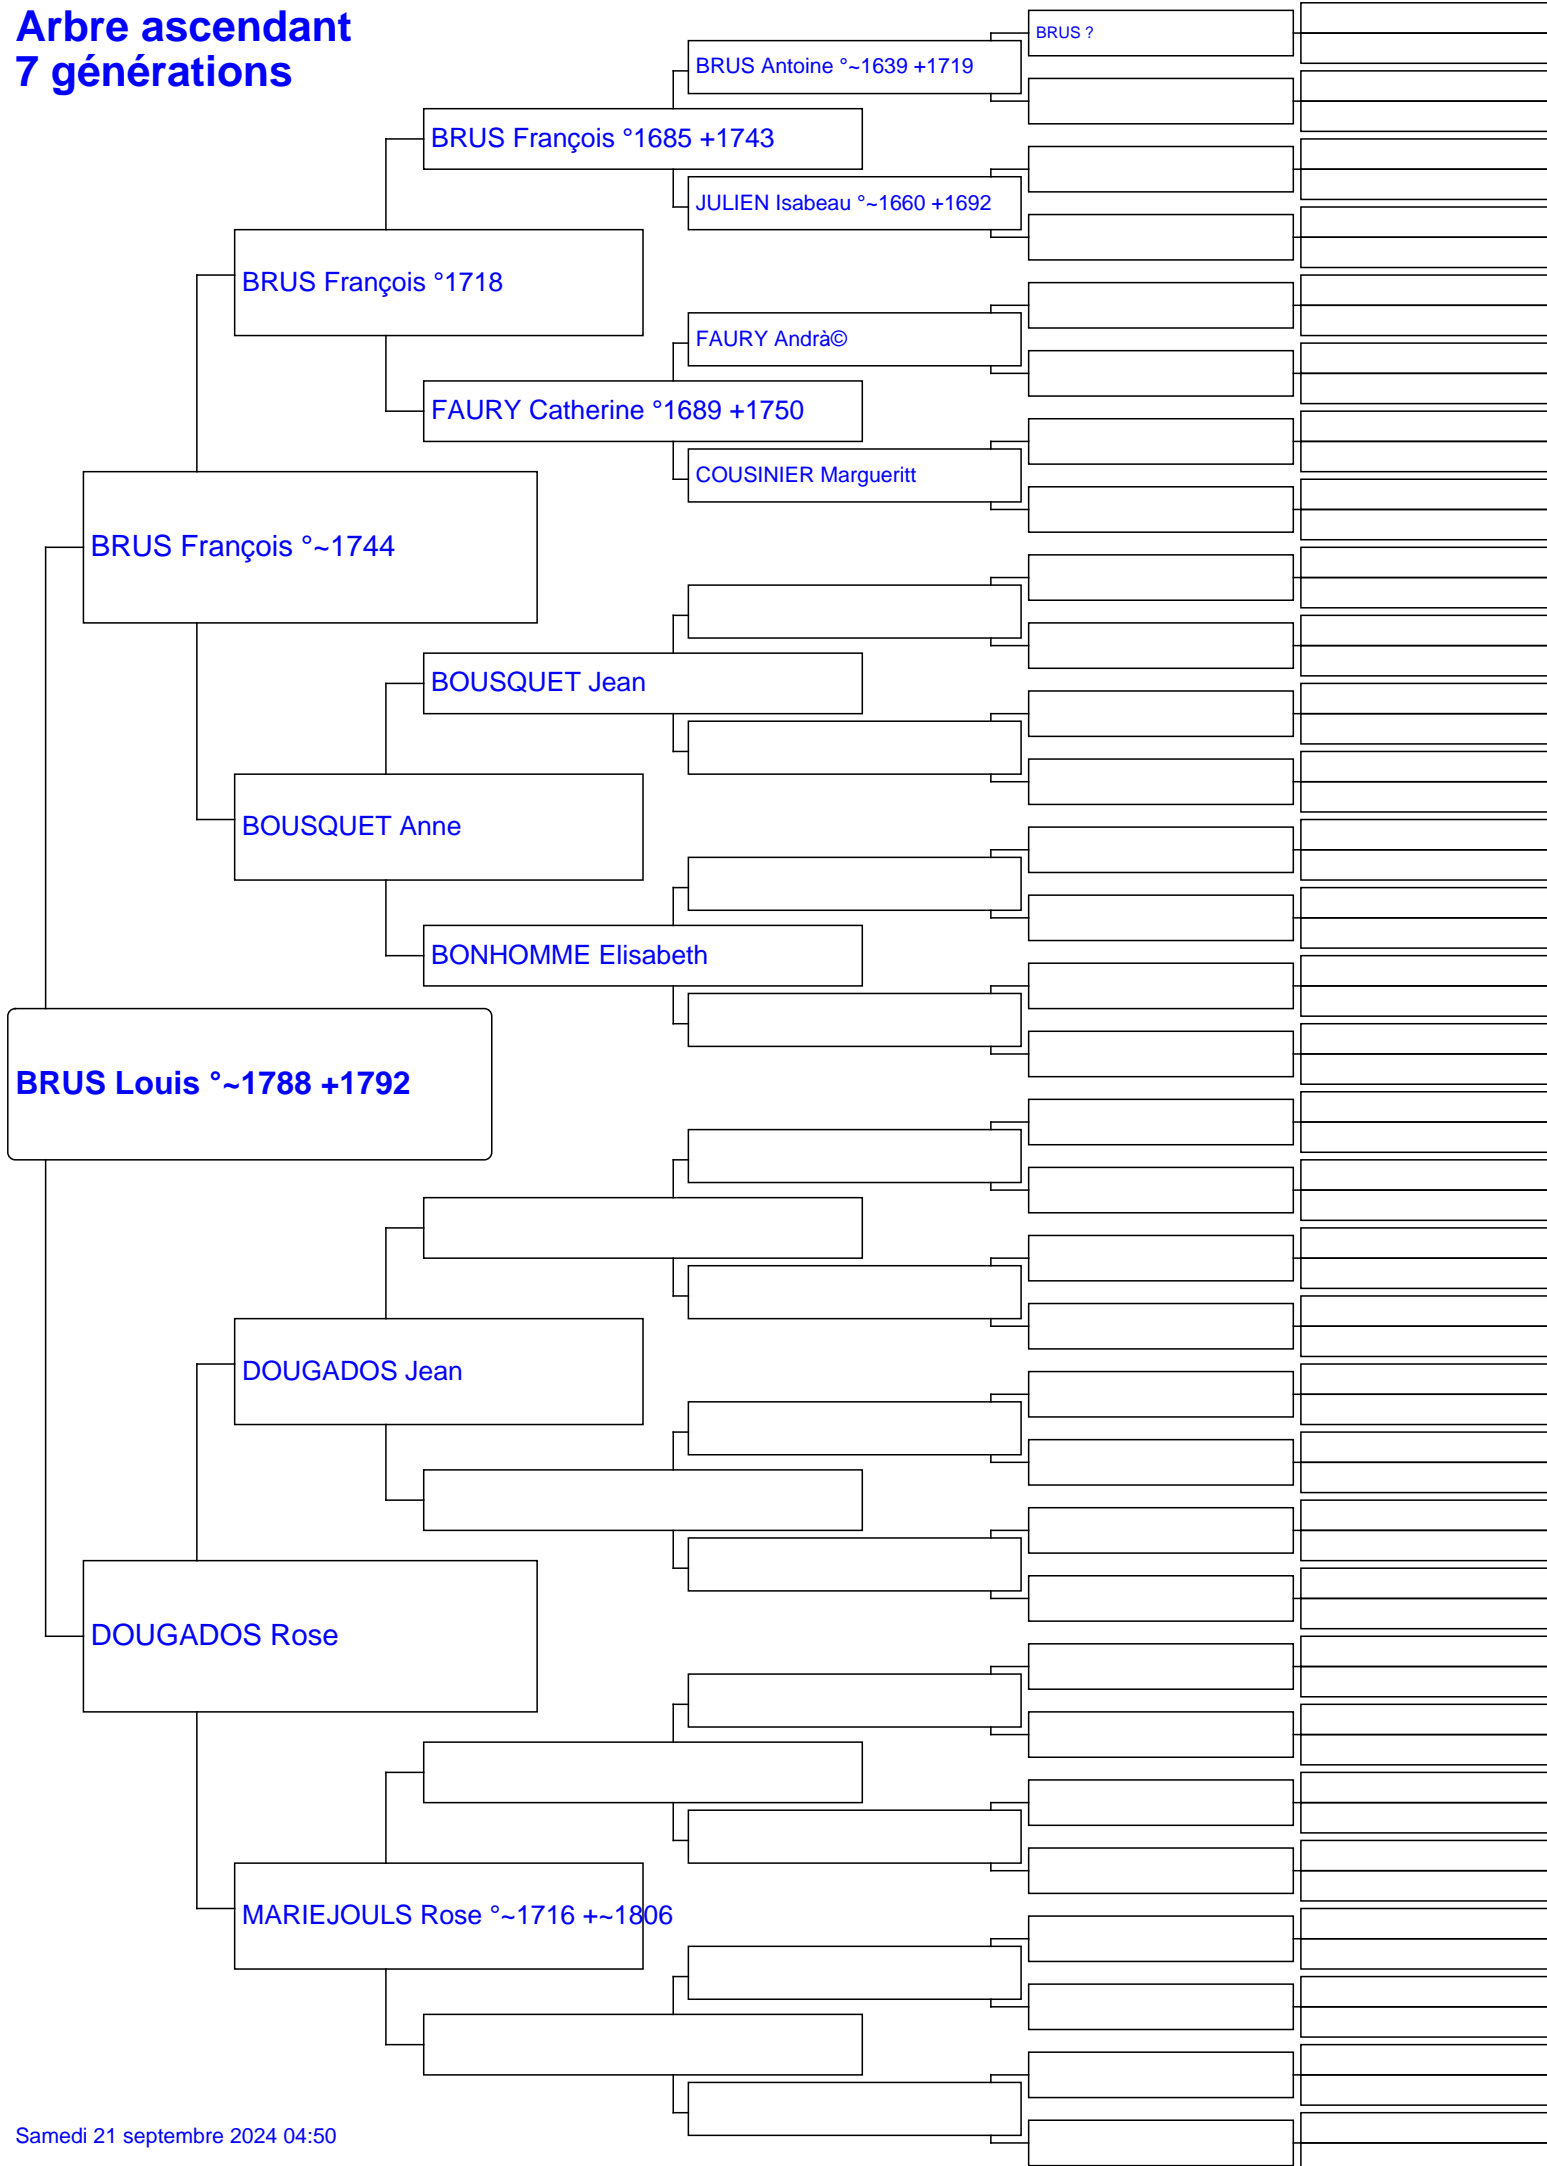 Arbre ascendant
7 générations
BRUS ?
BRUS Antoine °~1639 +1719
BRUS François °1685 +1743
JULIEN Isabeau °~1660 +1692
BRUS François °1718
FAURY Andrà©
FAURY Catherine °1689 +1750
COUSINIER Margueritt
BRUS François °~1744
BOUSQUET Jean
BOUSQUET Anne
BONHOMME Elisabeth
BRUS Louis °~1788 +1792
DOUGADOS Jean
DOUGADOS Rose
MARIEJOULS Rose °~1716 +~1806
Samedi 21 septembre 2024 04:50